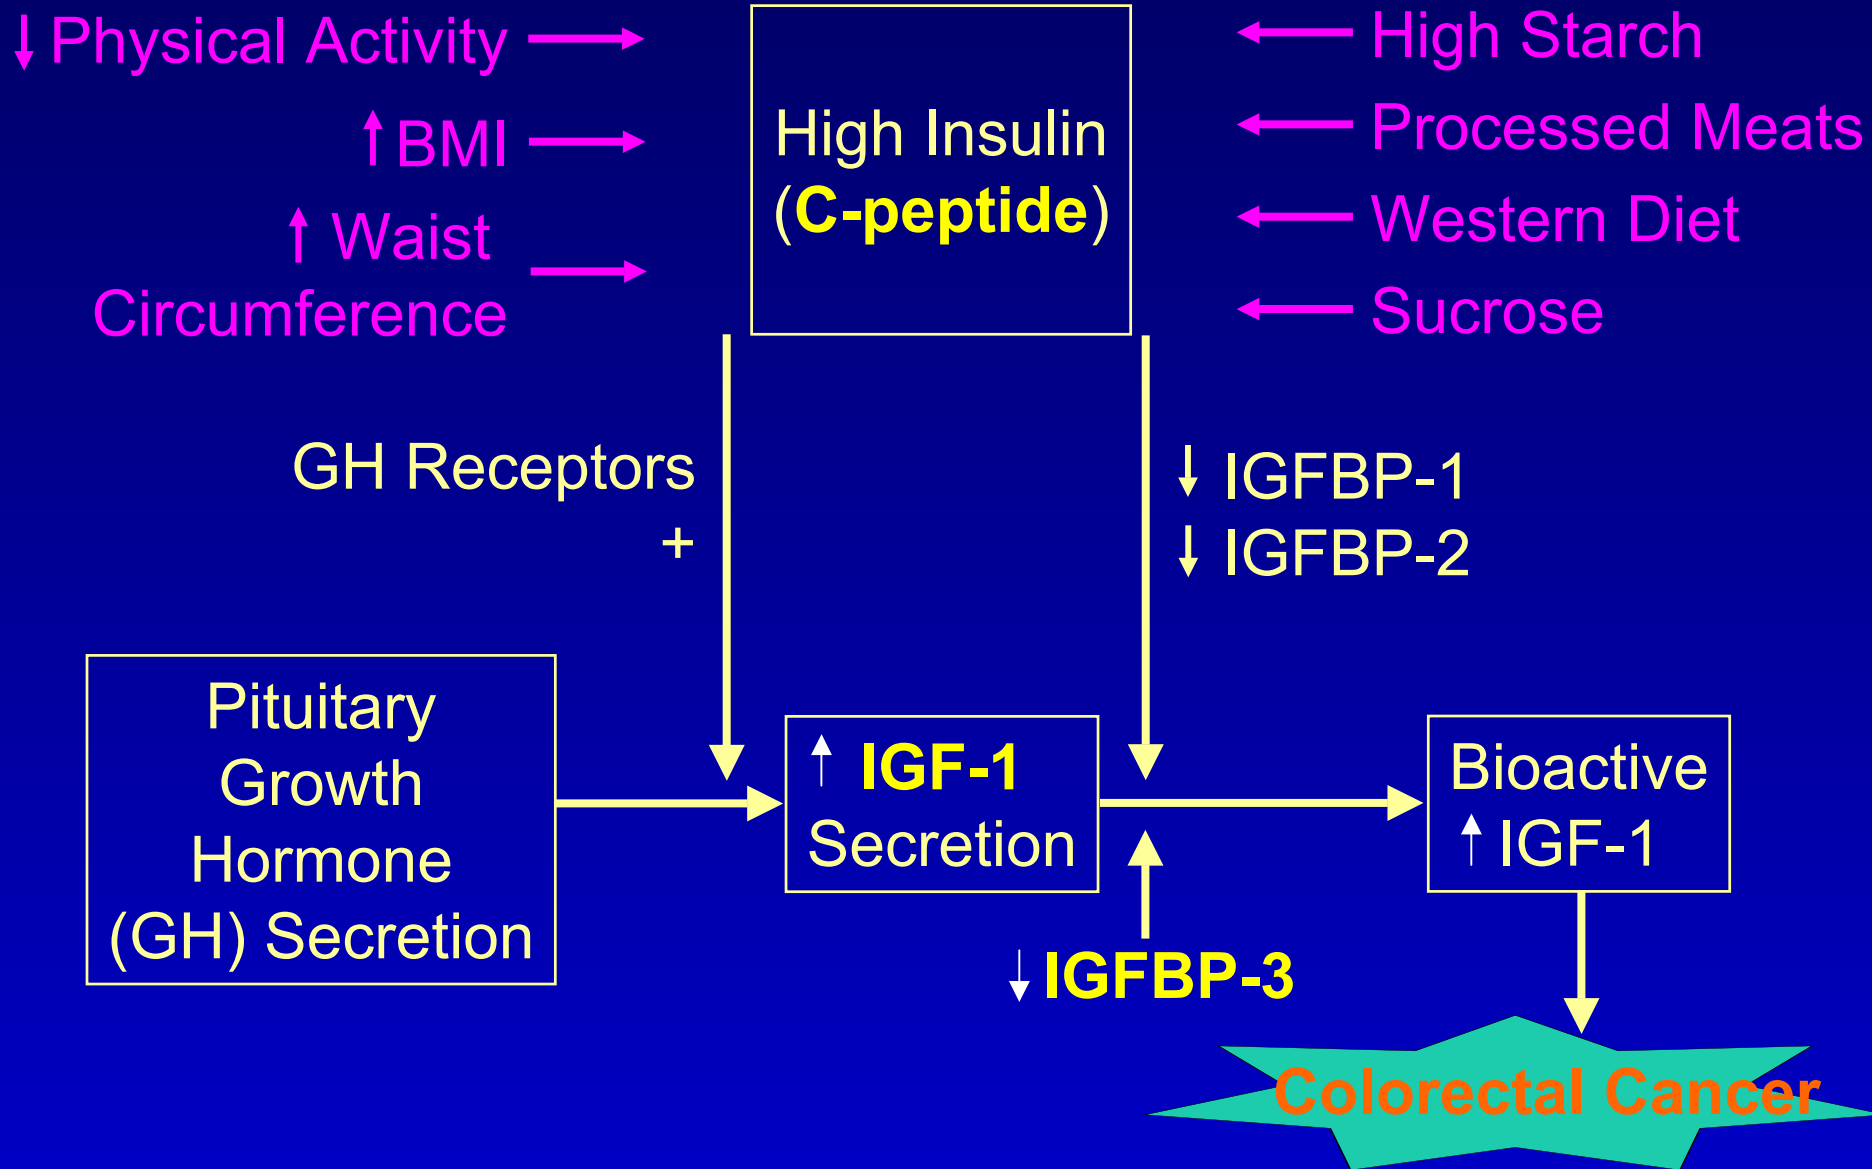 ↓ Physical Activity
↑ BMI
↑ Waist
Circumference
High Insulin
(C-peptide)
High Starch
Processed Meats
Western Diet
Sucrose
GH Receptors
+
↓ IGFBP-1
↓ IGFBP-2
Pituitary
Growth
Hormone
(GH) Secretion
↑ IGF-1
Secretion
Bioactive
↑ IGF-1
↓ IGFBP-3
Colorectal Cancer